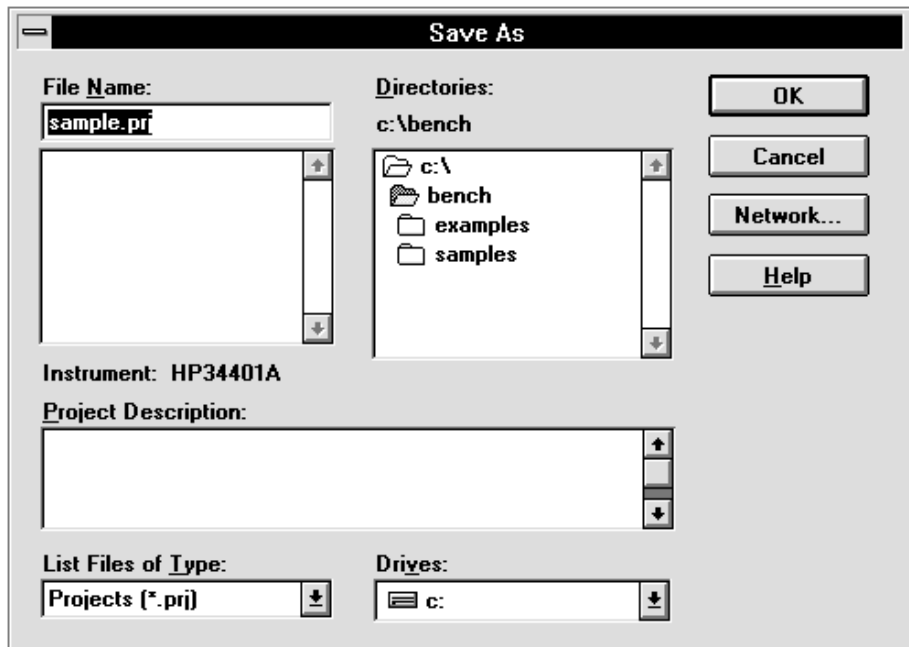 Save As
File Name:
sample.prj
Directories:
c:\bench
c:\
bench
examples
samples
OK
Cancel
Network...
Help
Instrument: HP34401A
Project Description:
List Files of Type:
Projects (*.prj)
Drives:
c: